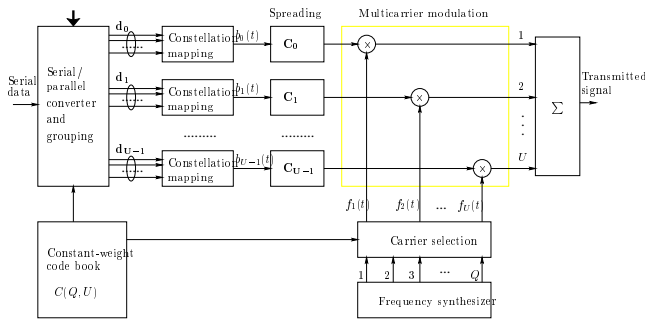 Spreading
Multicarrier modulation
d0
......
Constellation
mapping
b0(t)
C0
×
1
Serial
data
Serial/
parallel
converter
and
grouping
d1
......
Constellation
mapping
b1(t)
C1
×
2
Σ
Transmitted
signal
.........
.........
.
.
.
dU−1
......
Constellation
mapping
bU−1(t)
CU−1
×
U
f1(t)
f2(t)
...
fU(t)
Constant-weight
code book
C(Q,U)
Carrier selection
1
2
3
...
Q
Frequency synthesizer